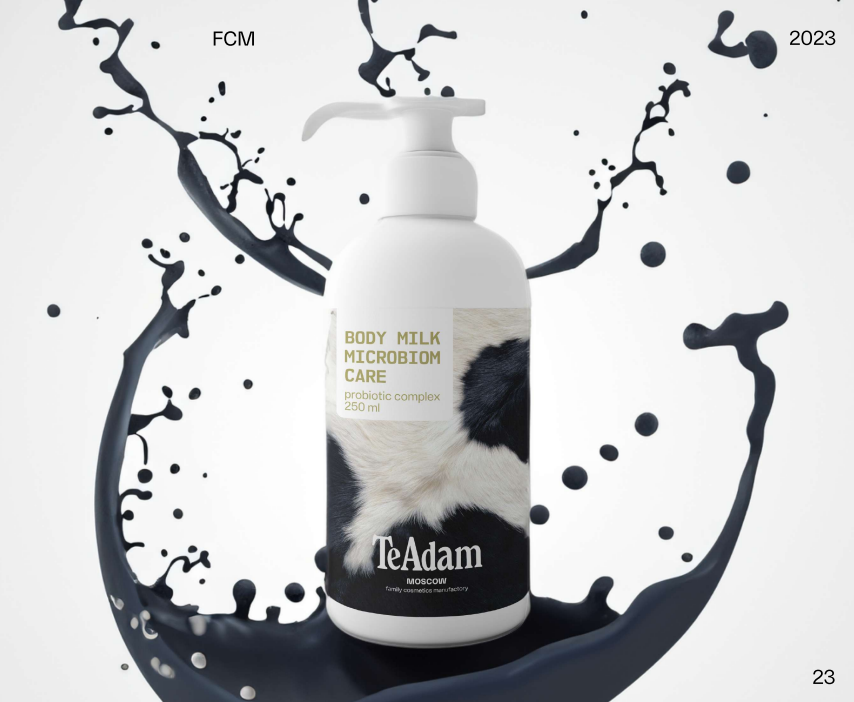 FCM
2023
BODY MILK
MICROBIOM
CARE
probiotic complex
250 ml
TeAdam
MOSCOW
family cosmetics manufactory
23